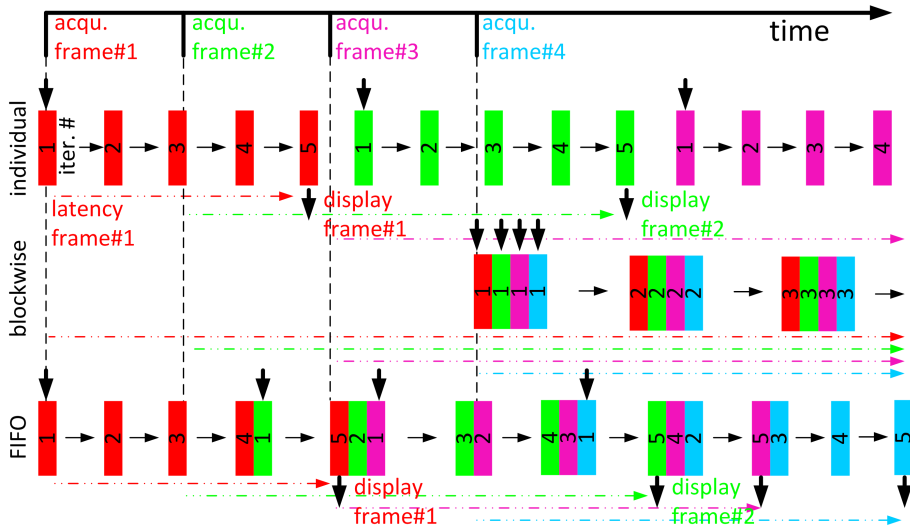 acqu. acqu. acqu. acqu.
frame#1 frame#2 frame#3 frame#4
time
individual
1 iter. # 2 3 4 5 1 2 3 4 5 1 2 3 4
latency display display
frame#1 frame#1 frame#2
blockwise
1 1 1 1 2 2 2 2 3 3 3 3
FIFO
1 2 3 4 1 5 2 1 3 2 4 3 1 5 4 2 5 3 4 5
display display
frame#1 frame#2